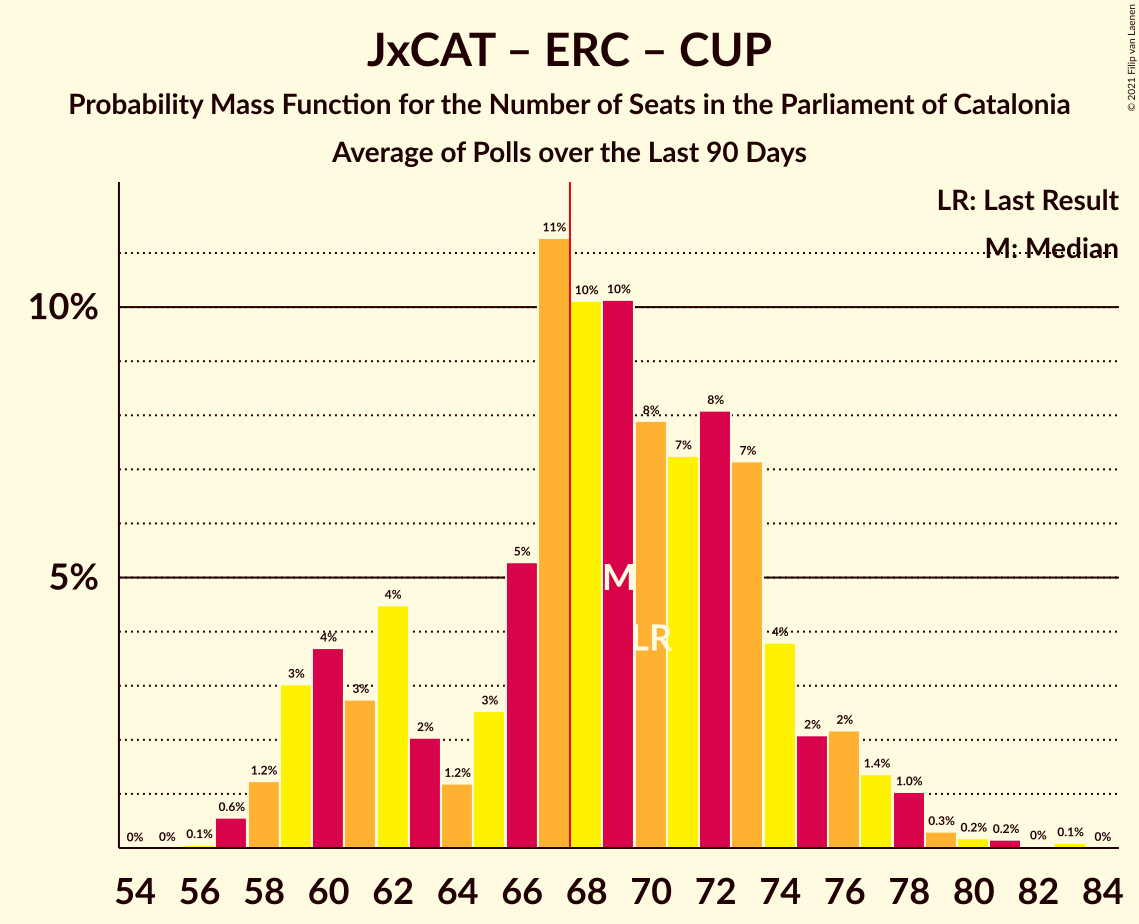 JxCAT – ERC – CUP
Probability Mass Function for the Number of Seats in the Parliament of Catalonia
Average of Polls over the Last 90 Days
© 2021 Filip van Laenen
LR: Last Result
M: Median
10%
5%
0% 0% 0.1% 0.6% 1.2% 3% 4% 3% 4% 2% 1.2% 3% 5% 11% 10% 10% 8% 7% 8% 7% 4% 2% 2% 1.4% 1.0% 0.3% 0.2% 0.2% 0% 0.1% 0%
M
LR
54 56 58 60 62 64 66 68 70 72 74 76 78 80 82 84